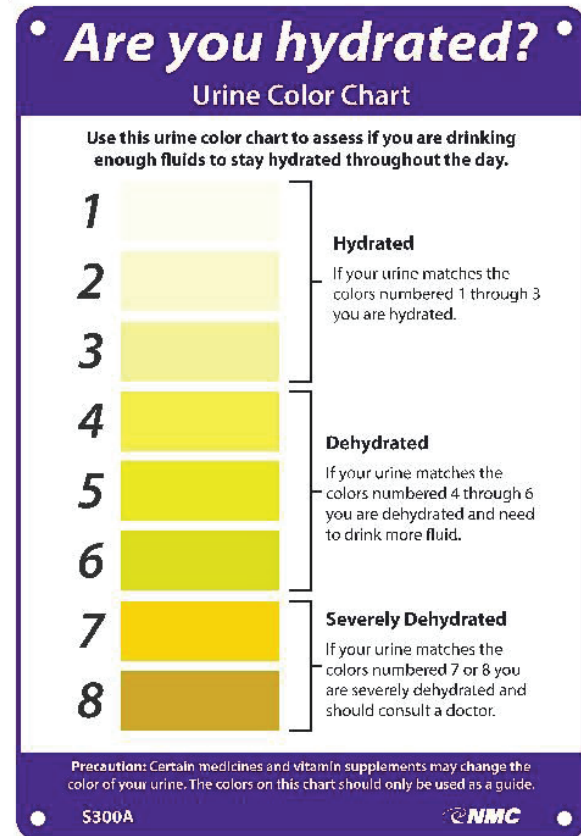 Are you hydrated?
Urine Color Chart
Use this urine color chart to assess if you are drinking
enough fluids to stay hydrated throughout the day.
1
2
3
Hydrated
If your urine matches the
colors numbered 1 through 3
you are hydrated.
4
5
6
Dehydrated
If your urine matches the
colors numbered 4 through 6
you are dehydrated and need
to drink more fluid.
7
8
Severely Dehydrated
If your urine matches the
colors numbered 7 or 8 you
are severely dehydrated and
should consult a doctor.
Precaution: Certain medicines and vitamin supplements may change the
color of your urine. The colors on this chart should only be used as a guide.
S300A
NMC